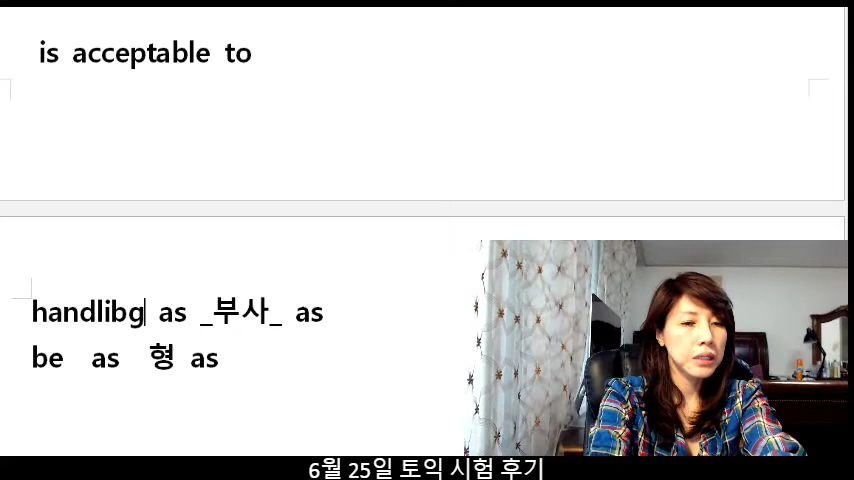 is acceptable to
handlibg as _부사_ as
be as 형 as
6월 25일 토익 시험 후기